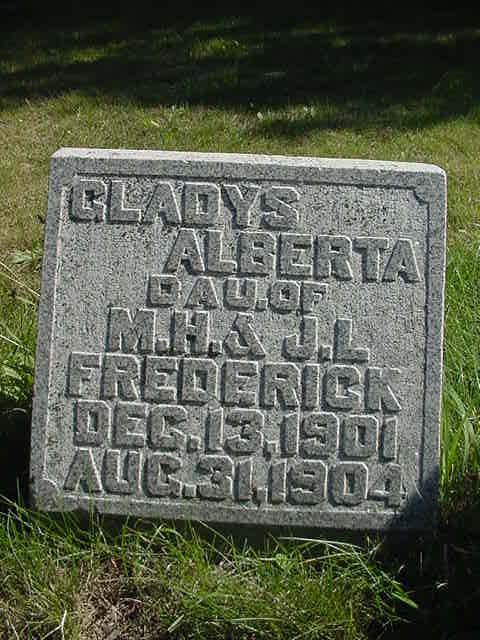 GLADYS
ALBERTA
DAU.OF
M.H.& J.L
FREDERICK
DEC.13,1901
AUG.31,1904